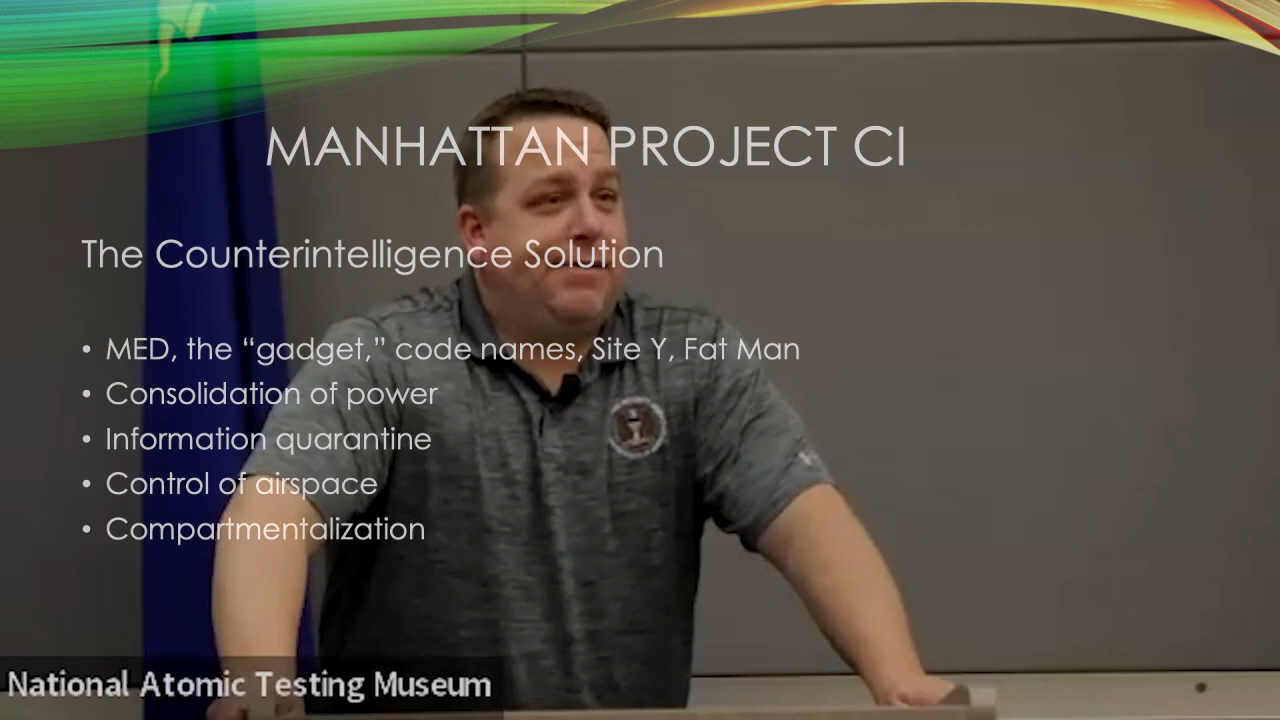 MANHATTAN PROJECT CI
The Counterintelligence Solution
• MED, the “gadget,” code names, Site Y, Fat Man
• Consolidation of power
• Information quarantine
• Control of airspace
• Compartmentalization
National Atomic Testing Museum